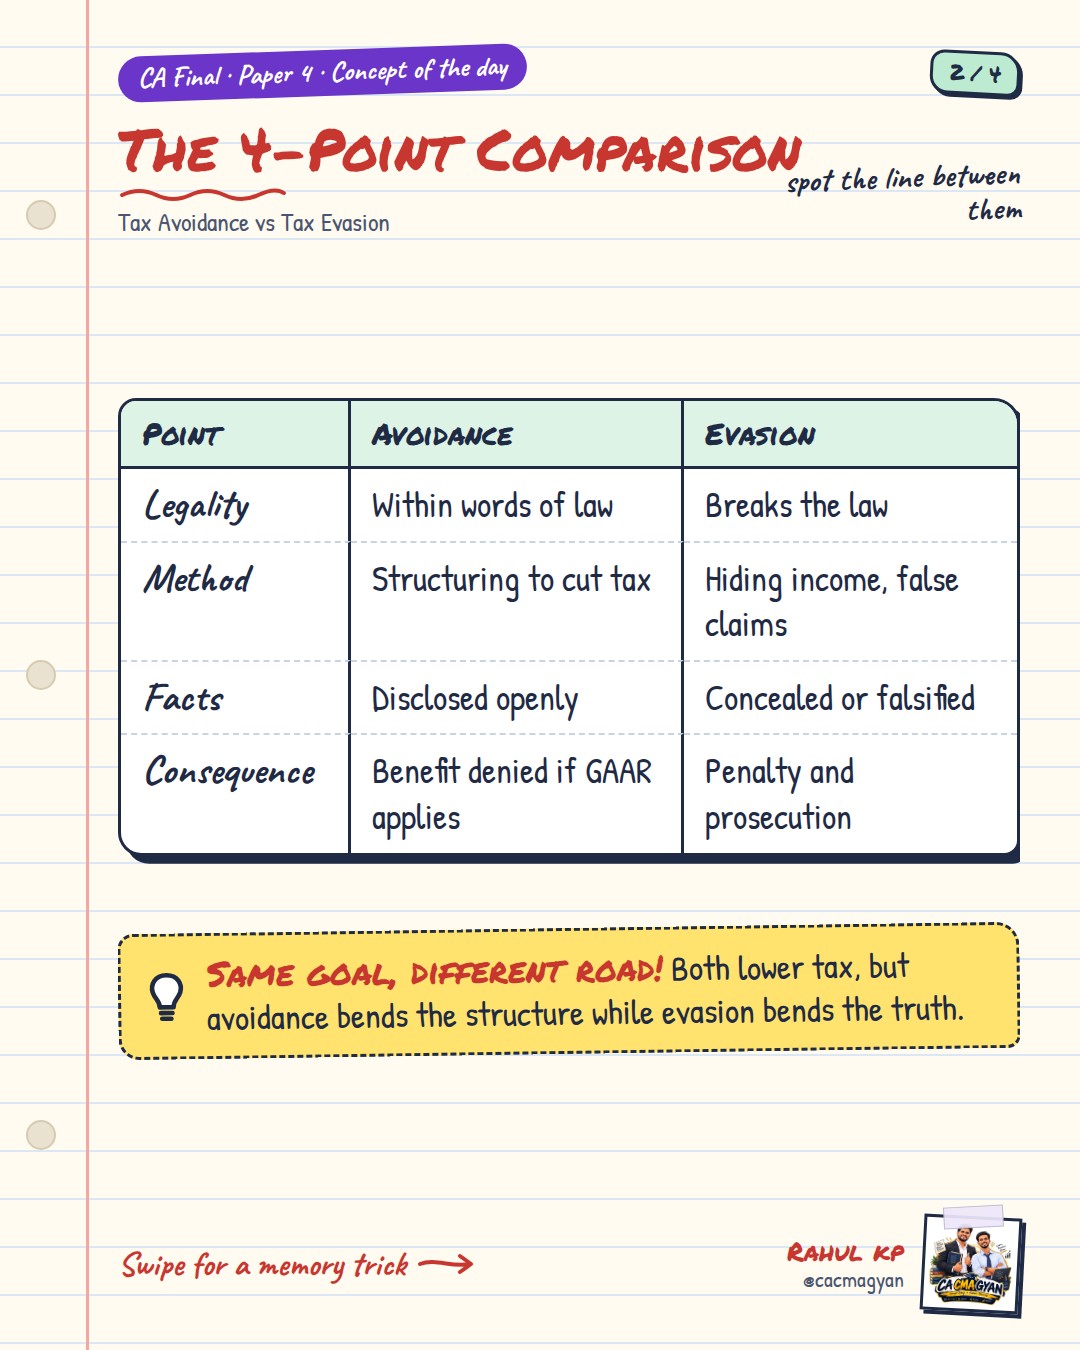 CA Final · Paper 4 · Concept of the day
2/4
THE 4-POINT COMPARISON
spot the line between
them
Tax Avoidance vs Tax Evasion
POINT AVOIDANCE EVASION
Legality Within words of law Breaks the law
Method Structuring to cut tax Hiding income, false
claims
Facts Disclosed openly Concealed or falsified
Consequence Benefit denied if GAAR Penalty and
applies prosecution
SAME GOAL, DIFFERENT ROAD! Both lower tax, but
avoidance bends the structure while evasion bends the truth.
Swipe for a memory trick →
RAHUL KP
@cacmagyan
CA CMA GYAN